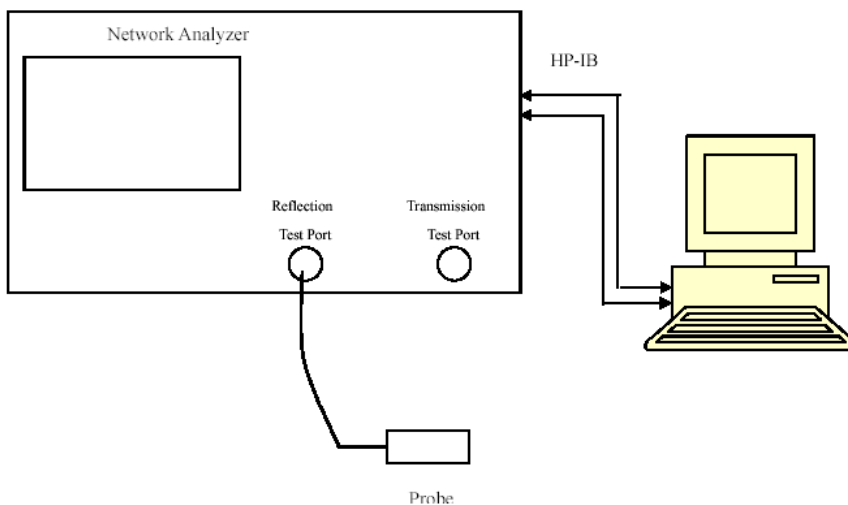 Network Analyzer
HP-IB
Reflection
Test Port
Transmission
Test Port
Probe